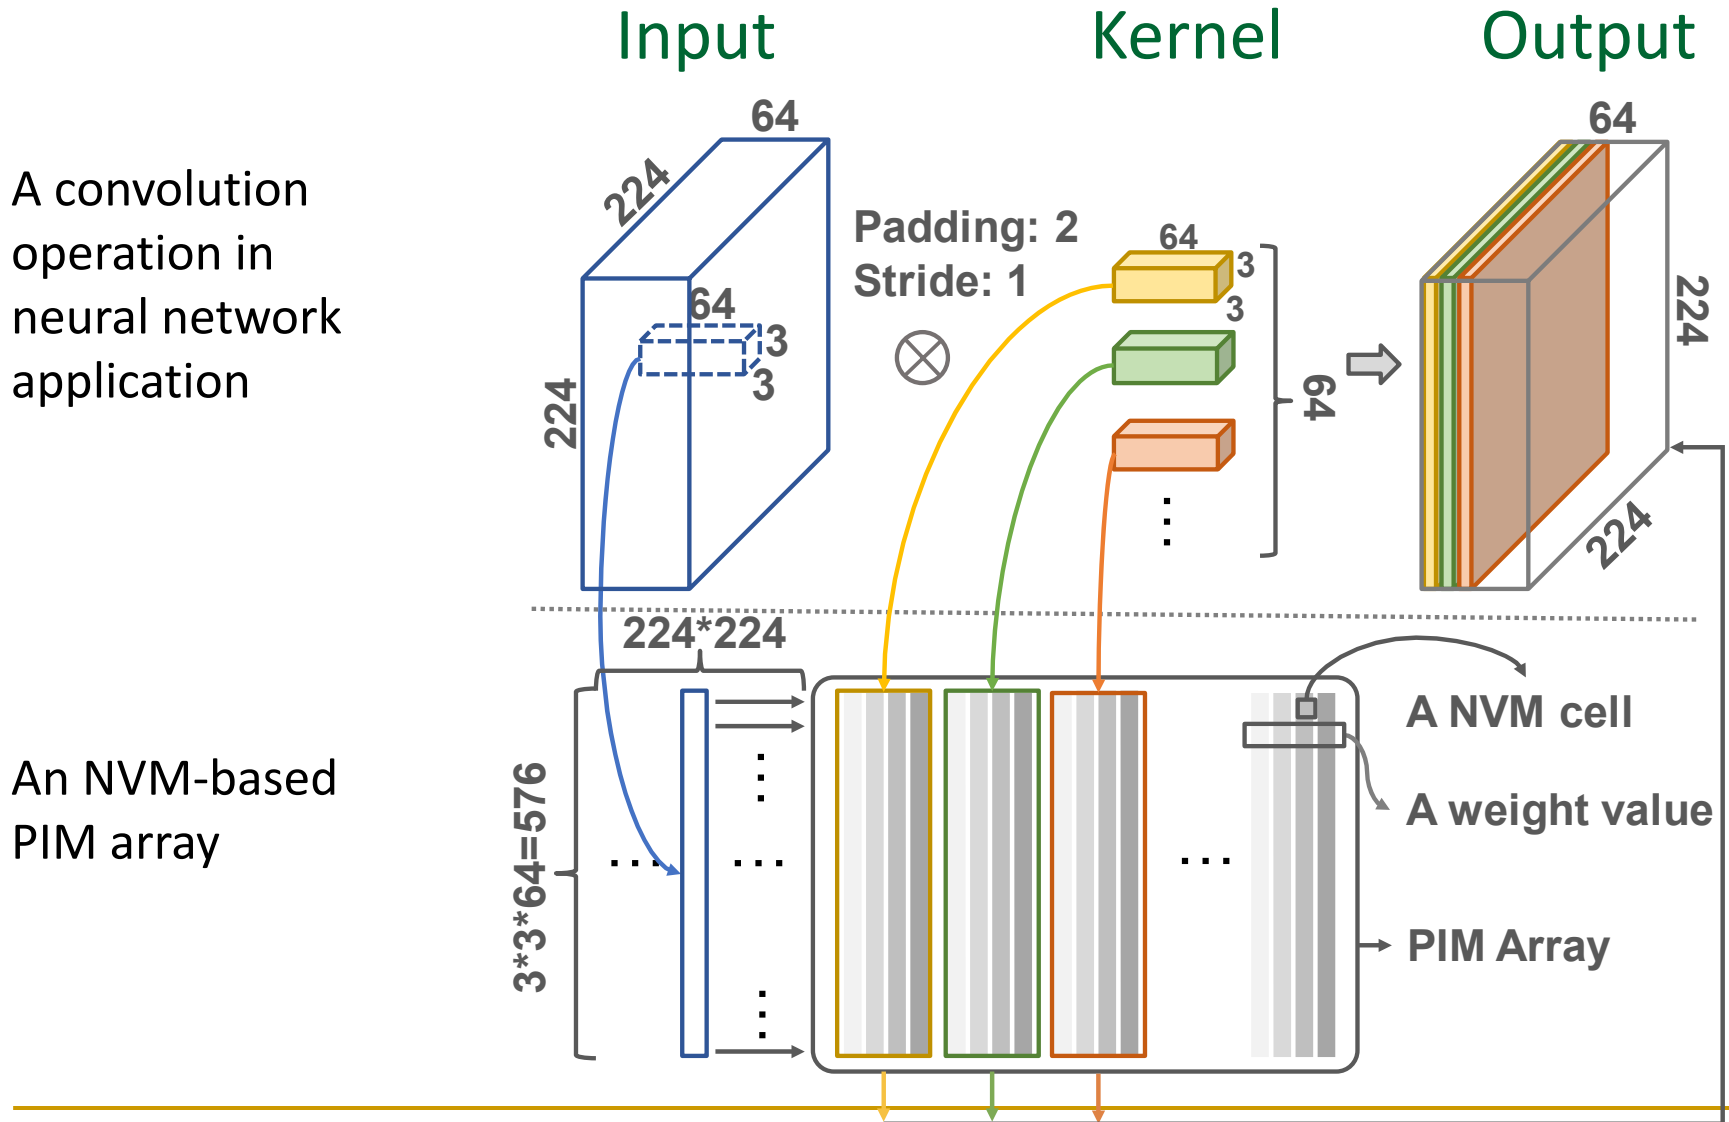 Input
Kernel
Output
A convolution
operation in
neural network
application
64
224
224
64
3
3
Padding: 2
Stride: 1
64
3
3
64
64
224
224
224*224
3*3*64=576
An NVM-based
PIM array
A NVM cell
A weight value
PIM Array